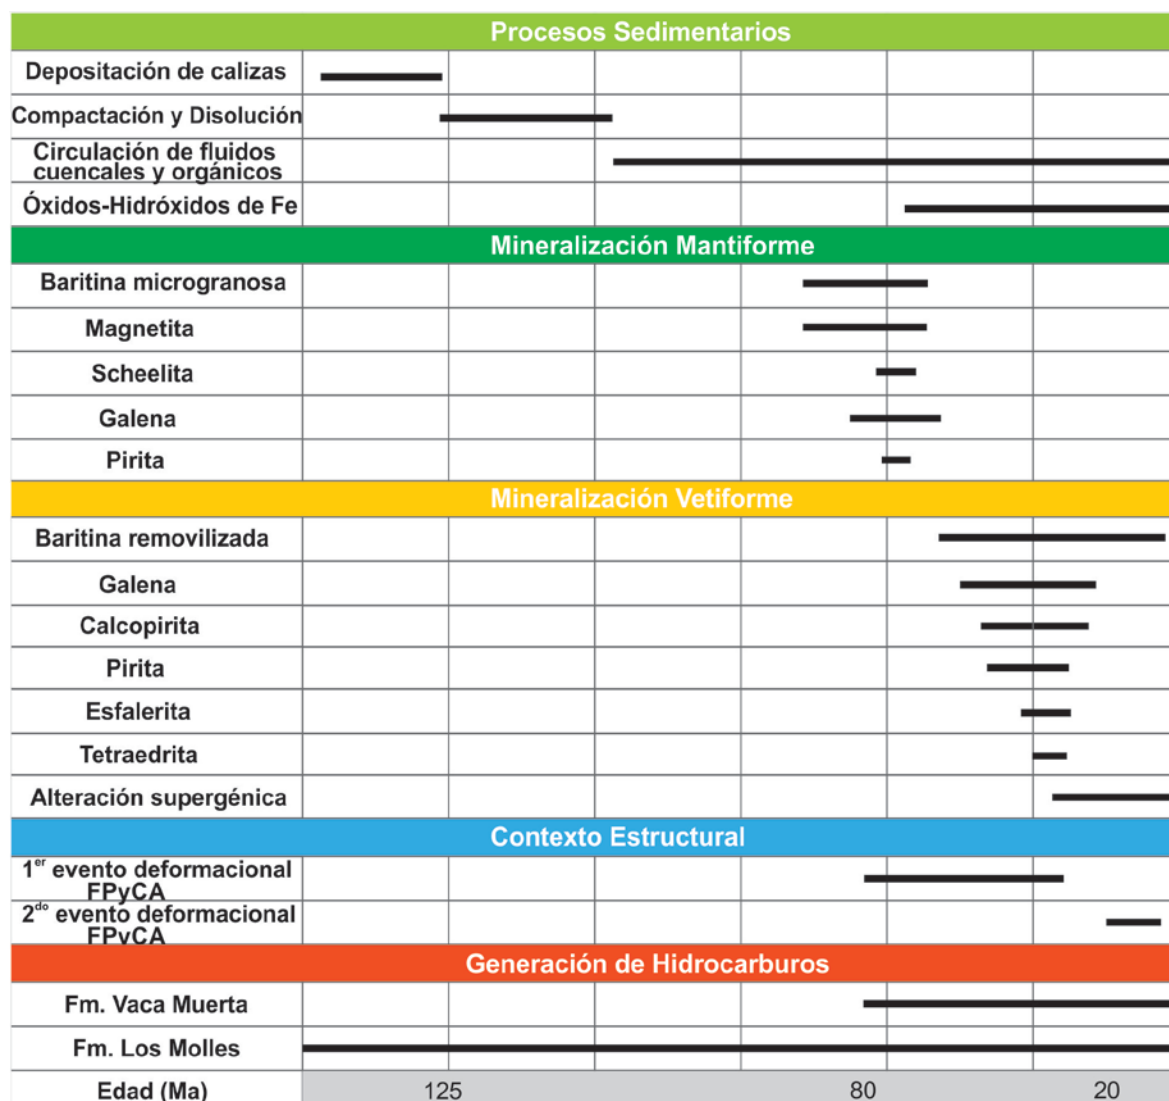 Procesos Sedimentarios
Depositación de calizas
Compactación y Disolución
Circulación de fluidos
cuencales y orgánicos
Óxidos-Hidróxidos de Fe
Mineralización Mantiforme
Baritina microgranosa
Magnetita
Scheelita
Galena
Pirita
Mineralización Vetiforme
Baritina removilizada
Galena
Calcopirita
Pirita
Esfalerita
Tetraedrita
Alteración supergénica
Contexto Estructural
1er evento deformacional
FPyCA
2do evento deformacional
FPyCA
Generación de Hidrocarburos
Fm. Vaca Muerta
Fm. Los Molles
Edad (Ma) 125 80 20